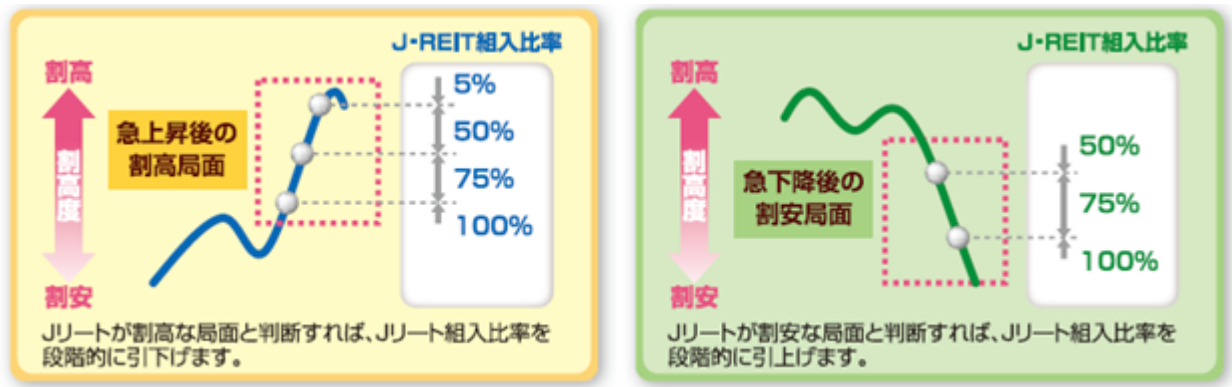 J・REIT組入比率
割高
割高度
割安
急上昇後の
割高局面
5%
50%
75%
100%
Jリートが割高な局面と判断すれば、Jリート組入比率を
段階的に引下げます。
J・REIT組入比率
割高
割高度
割安
急下降後の
割安局面
50%
75%
100%
Jリートが割安な局面と判断すれば、Jリート組入比率を
段階的に引上げます。